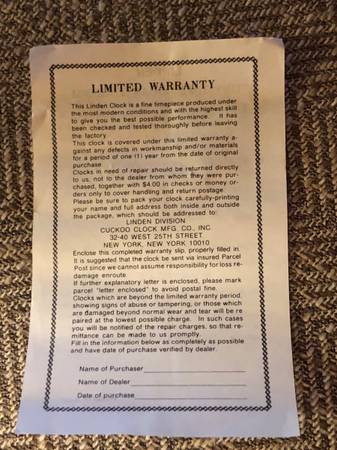 LIMITED WARRANTY
This Linden Clock is a fine timepiece produced under
the most modern conditions and with the highest skill
to give you the best possible performance. It has
been checked and tested thoroughly before leaving
the factory.
This clock is covered under this limited warranty a-
gainst any defects in workmanship and/or materials
for a period of one (1) year from the date of original
purchase.
Clocks in need of repair should be returned directly
to us, not to the dealer from whom they were pur-
chased, together with $4.00 in checks or money or-
ders only to cover handling and return postage.
Please be sure to pack your clock carefully-printing
your name and full address both inside and outside
the package, which should be addressed to:
LINDEN DIVISION
CUCKOO CLOCK MFG. CO., INC.
32-40 WEST 25TH STREET
NEW YORK, NEW YORK 10010
Enclose this completed warranty slip, properly filled in.
It is suggested that the clock be sent via insured Parcel
Post since we cannot assume responsibility for loss re-
damage enroute.
If further explanatory letter is enclosed, please mark
parcel "letter enclosed" to avoid postal fine.
Clocks which are beyond the limited warranty period,
showing signs of abuse or tampering, or those which
are damaged beyond normal wear and tear will be re
paired at the lowest possible charge. In such cases
you will be notified of the repair charges, so that re-
mittance can be made to us promptly.
Fill in the information below as completely as possible
and have date of purchase verified by dealer.
Name of Purchaser
Name of Dealer
Date of purchase